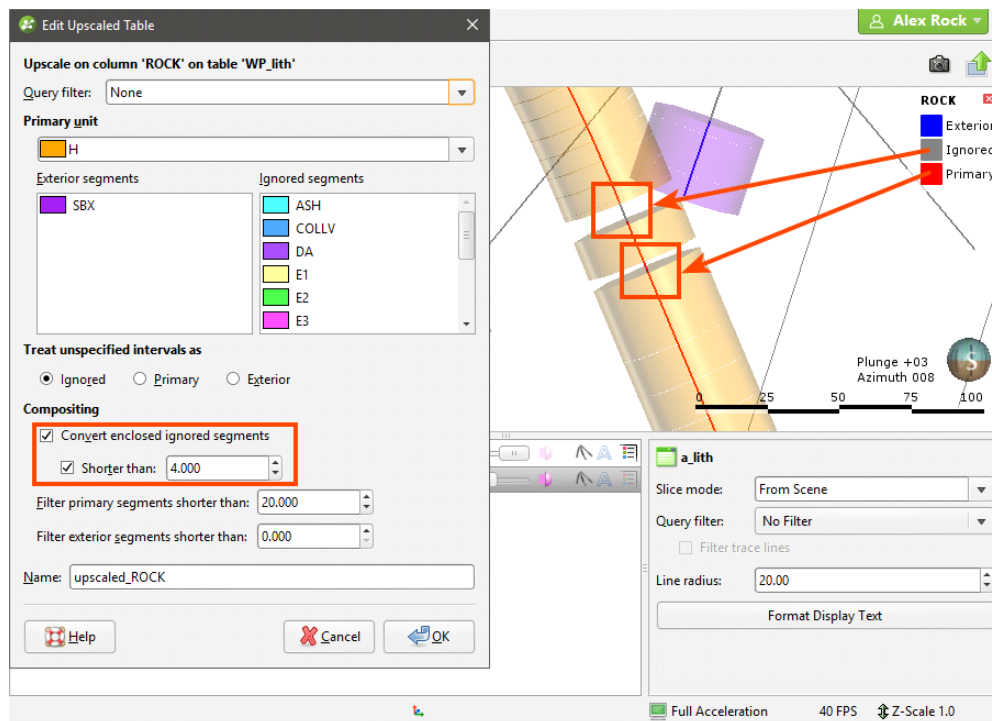 Edit Upscaled Table
Upscale on column 'ROCK' on table 'WP_lith'
Query filter: None
Primary unit
H
Exterior segments Ignored segments
SBX
ASH
COLLV
DA
E1
E2
E3
Treat unspecified intervals as
Ignored Primary Exterior
Compositing
Convert enclosed ignored segments
Shorter than: 4.000
Filter primary segments shorter than: 20.000
Filter exterior segments shorter than: 0.000
Name: upscaled_ROCK
Help Cancel OK
Alex Rock
ROCK
Exterior
Ignored
Primary
Plunge +03
Azimuth 008
0 25 50 75 100
S
a_lith
Slice mode: From Scene
Query filter: No Filter
Filter trace lines
Line radius: 20.00
Format Display Text
Full Acceleration 40 FPS Z-Scale 1.0